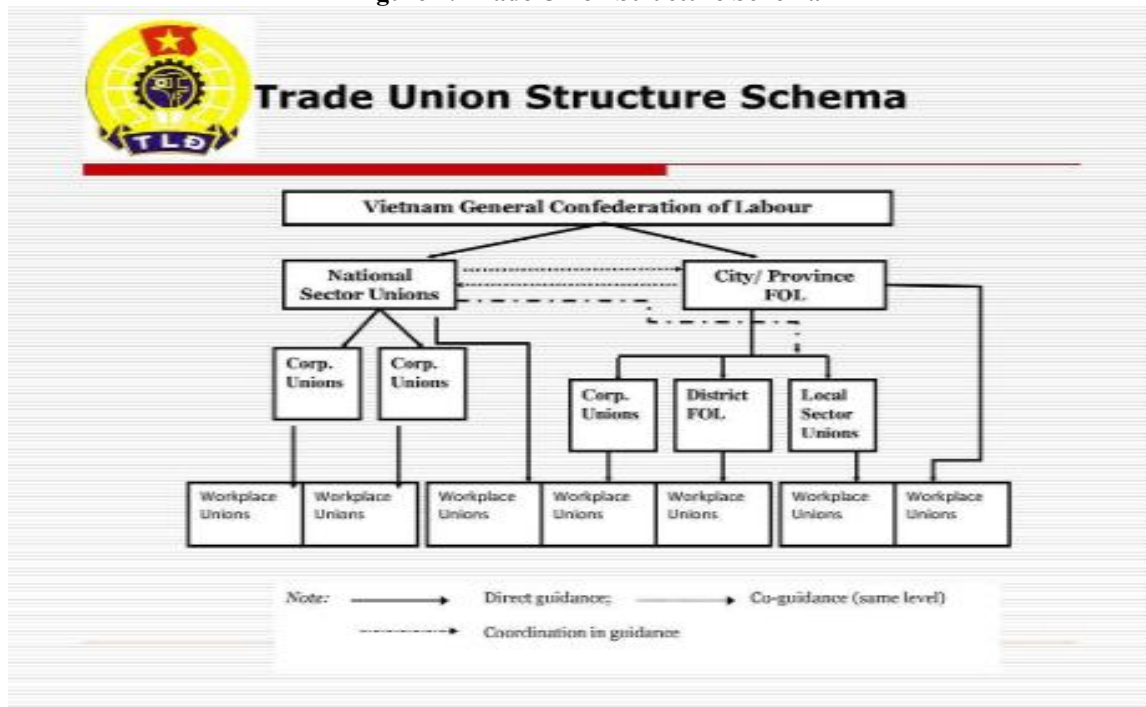 Trade Union Structure Schema
TLĐ
Vietnam General Confederation of Labour
National
Sector Unions
City/ Province
FOL
Corp.
Unions
Corp.
Unions
Corp.
Unions
District
FOL
Local
Sector
Unions
Workplace
Unions
Workplace
Unions
Workplace
Unions
Workplace
Unions
Workplace
Unions
Workplace
Unions
Workplace
Unions
Note: Direct guidance; Co-guidance (same level)
Coordination in guidance